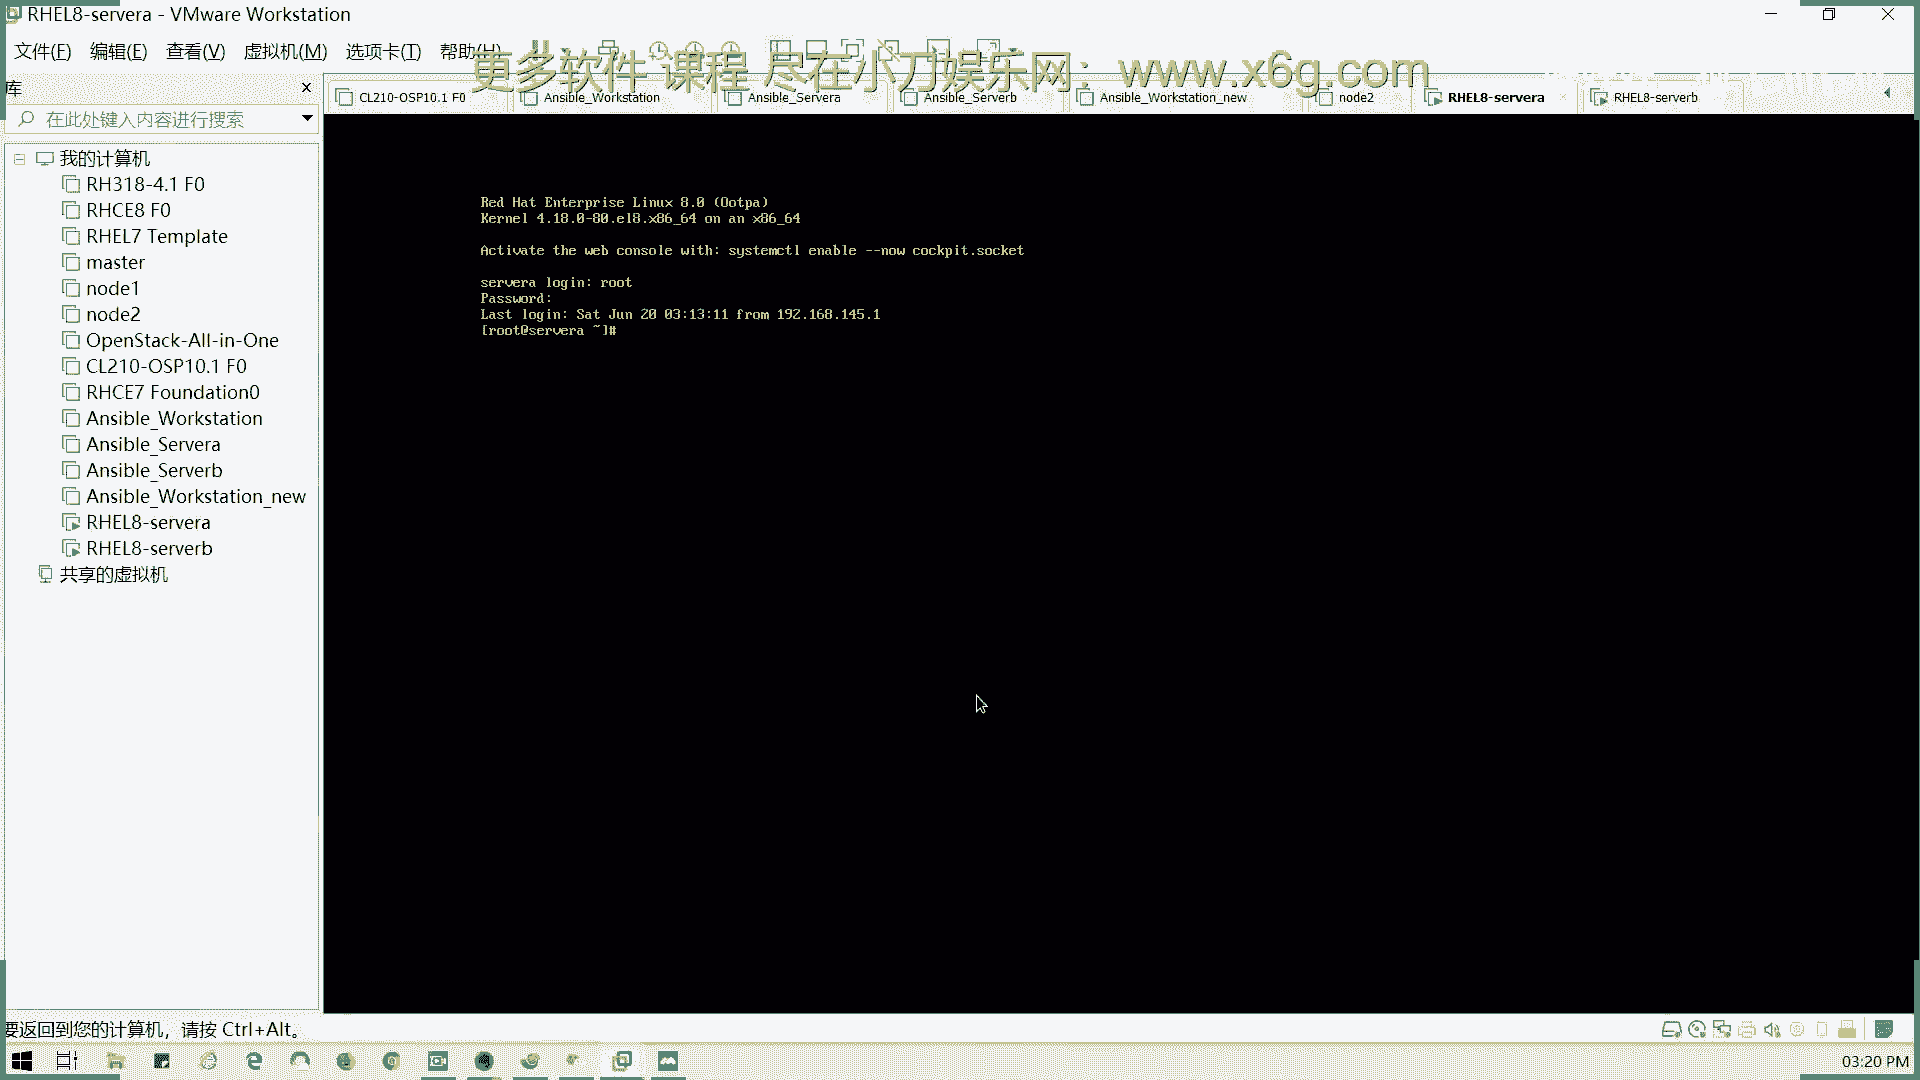 RHEL8-servera - VMware Workstation
文件(F) 编辑(E) 查看(V) 虚拟机(M) 选项卡(T) 帮助(H)
更多软件 课程 尽在小刀娱乐网：www.x6g.com
库
CL210-OSP10.1 F0 Ansible_Workstation Ansible_Servera Ansible_Serverb Ansible_Workstation_new node2 RHEL8-servera RHEL8-serverb
在此处键入内容进行搜索
我的计算机
RH318-4.1 F0
RHCE8 F0
RHEL7 Template
master
node1
node2
OpenStack-All-in-One
CL210-OSP10.1 F0
RHCE7 Foundation0
Ansible_Workstation
Ansible_Servera
Ansible_Serverb
Ansible_Workstation_new
RHEL8-servera
RHEL8-serverb
共享的虚拟机
Red Hat Enterprise Linux 8.0 (Ootpa)
Kernel 4.18.0-80.el8.x86_64 on an x86_64
Activate the web console with: systemctl enable --now cockpit.socket
servera login: root
Password:
Last login: Sat Jun 20 03:13:11 from 192.168.145.1
[root@servera ~]#
要返回到您的计算机，请按 Ctrl+Alt。
03:20 PM